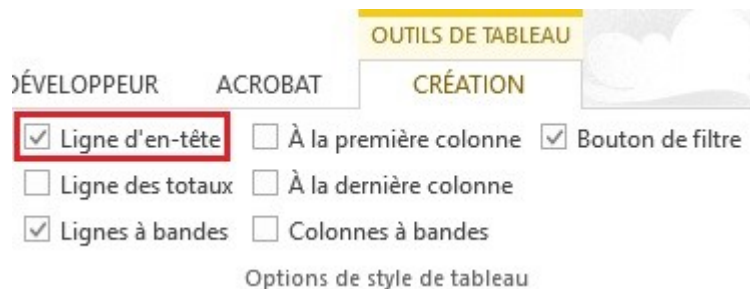 OUTILS DE TABLEAU
DÉVELOPPEUR ACROBAT CRÉATION
Ligne d'en-tête À la première colonne Bouton de filtre
Ligne des totaux À la dernière colonne
Lignes à bandes Colonnes à bandes
Options de style de tableau